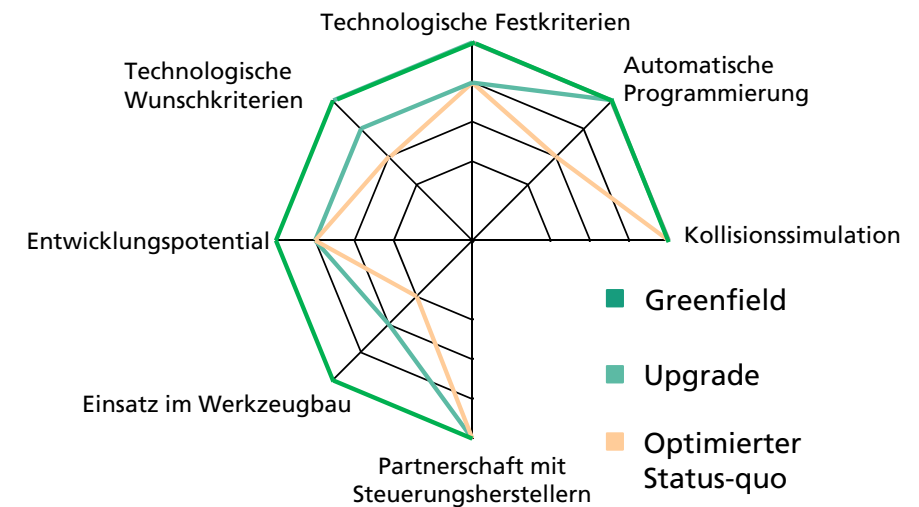 Technologische Festkriterien
Technologische
Wunschkriterien
Automatische
Programmierung
Entwicklungspotential
Kollisionssimulation
Greenfield
Upgrade
Einsatz im Werkzeugbau
Optimierter
Status-quo
Partnerschaft mit
Steuerungsherstellern